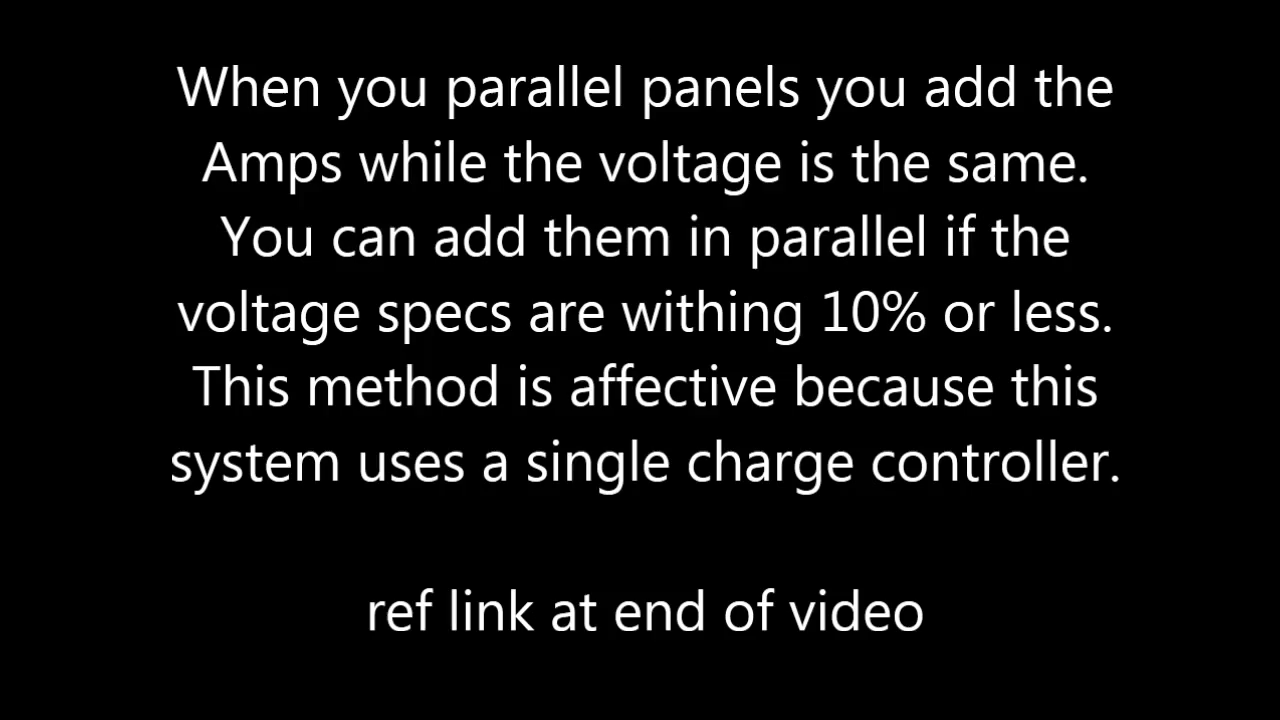 When you parallel panels you add the
Amps while the voltage is the same.
You can add them in parallel if the
voltage specs are withing 10% or less.
This method is affective because this
system uses a single charge controller.
ref link at end of video